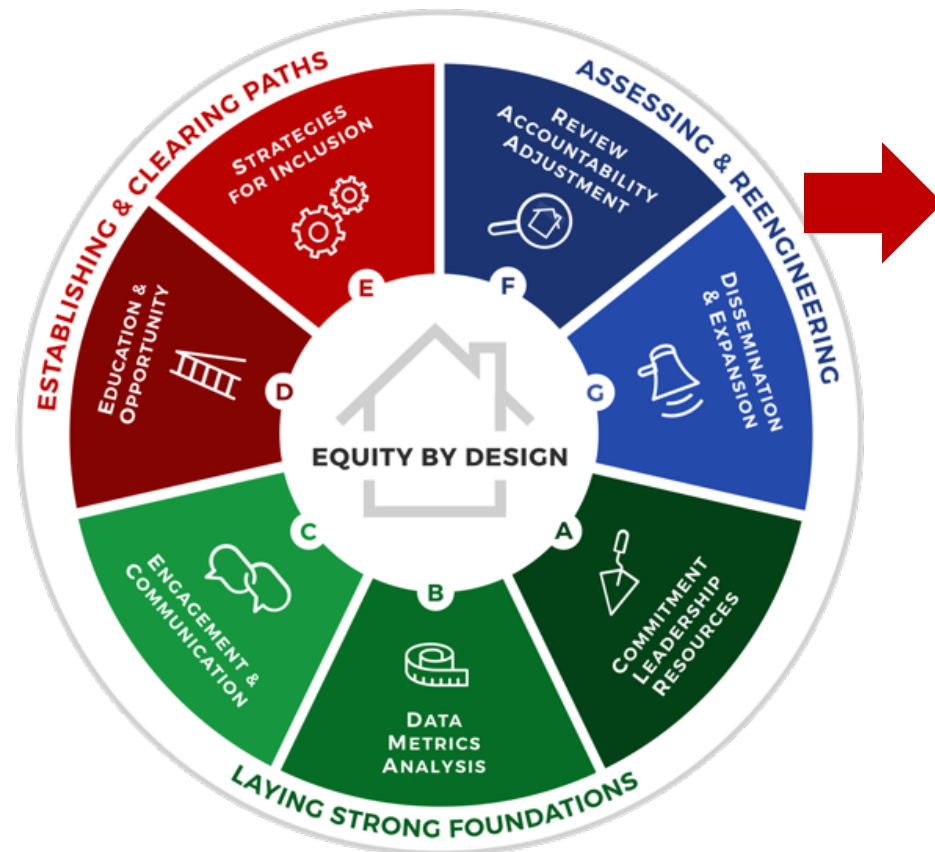 ESTABLISHING & CLEARING PATHS
ASSESSING & REENGINEERING
LAYING STRONG FOUNDATIONS
EQUITY BY DESIGN
A
COMMITMENT
LEADERSHIP
RESOURCES
B
DATA
METRICS
ANALYSIS
C
ENGAGEMENT &
COMMUNICATION
D
EDUCATION &
OPPORTUNITY
E
STRATEGIES
FOR INCLUSION
F
REVIEW
ACCOUNTABILITY
ADJUSTMENT
G
DISSEMINATION
& EXPANSION